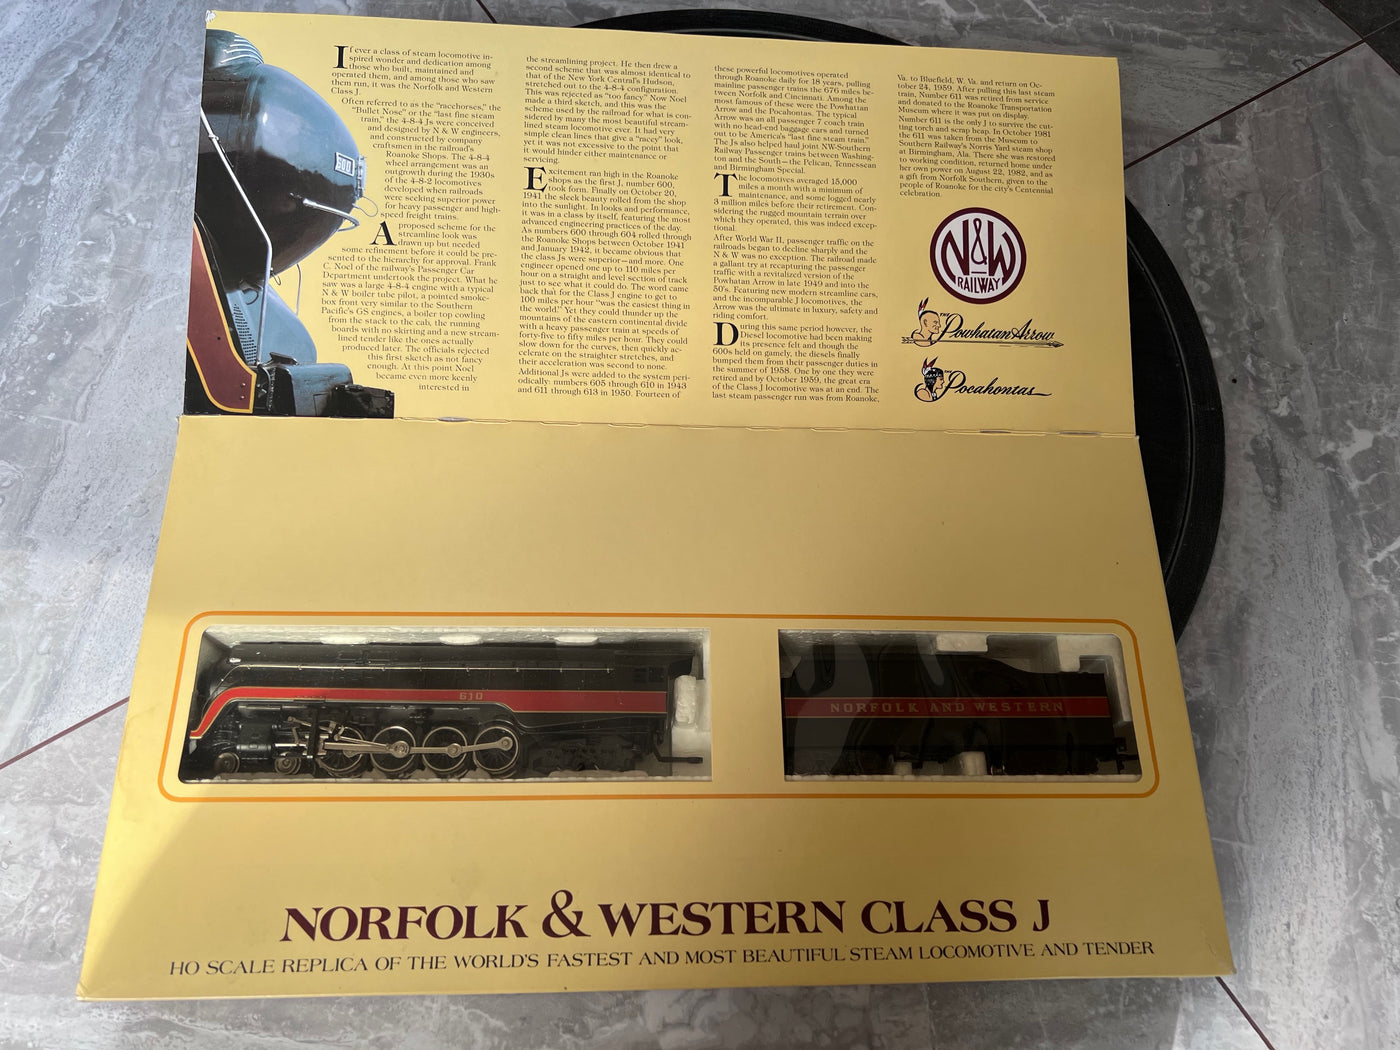 If ever a class of steam locomotive in-
spired wonder and dedication among
those who built, maintained and
operated them, and among those who saw
them run, it was the Norfolk and Western
Class J.
Often referred to as the "racehorses," the
"Bullet Nose" or the "last fine steam
train," the 4-8-4 Js were conceived
and designed by N & W engineers,
and constructed by company
craftsmen in the railroad's
Roanoke Shops. The 4-8-4
wheel arrangement was an
outgrowth during the 1930s
of the 4-8-2 locomotives
developed when railroads
were seeking superior power
for heavy passenger and high-
speed freight trains.
A proposed scheme for the
streamline look was
drawn up but needed
some refinement before it could be pre-
sented to the hierarchy for approval. Frank
C. Noel of the railway's Passenger Car
Department undertook the project. What he
saw was a large 4-8-4 engine with a typical
N & W boiler tube pilot, a pointed smoke-
box front very similar to the Southern
Pacific's GS engines, a boiler top cowling
from the stack to the cab, the running
boards with no skirting and a new stream-
lined tender like the ones actually
produced later. The officials rejected
this first sketch as not fancy
enough. At this point Noel
became even more keenly
interested in
the streamlining project. He then drew a
second scheme that was almost identical to
that of the New York Central's Hudson,
stretched out to the 4-8-4 configuration.
This was rejected as "too fancy." Now Noel
made a third sketch, and this was the
scheme used by the railroad for what is con-
sidered by many the most beautiful stream-
lined steam locomotive ever. It had very
simple clean lines that give a "racey" look,
yet it was not excessive to the point that
it would hinder either maintenance or
servicing.
Excitement ran high in the Roanoke
shops as the first J, number 600,
took form. Finally on October 20,
1941 the sleek beauty rolled from the shop
into the sunlight. In looks and performance,
it was in a class by itself, featuring the most
advanced engineering practices of the day.
As numbers 600 through 604 rolled through
the Roanoke Shops between October 1941
and January 1942, it became obvious that
the class Js were superior—and more. One
engineer opened one up to 110 miles per
hour on a straight and level section of track
just to see what it could do. The word came
back that for the Class J engine to get to
100 miles per hour "was the easiest thing in
the world." Yet they could thunder up the
mountains of the eastern continental divide
with a heavy passenger train at speeds of
forty-five to fifty miles per hour. They could
slow down for the curves, then quickly ac-
celerate on the straighter stretches, and
their acceleration was second to none.
Additional Js were added to the system peri-
odically: numbers 605 through 610 in 1943
and 611 through 613 in 1950. Fourteen of
these powerful locomotives operated
through Roanoke daily for 18 years, pulling
mainline passenger trains the 676 miles be-
tween Norfolk and Cincinnati. Among the
most famous of these were the Powhattan
Arrow and the Pocahontas. The typical
Arrow was an all passenger 7 coach train
with no head-end baggage cars and turned
out to be America's "last fine steam train."
The Js also helped haul joint NW-Southern
Railway Passenger trains between Washing-
ton and the South—the Pelican, Tennessean
and Birmingham Special.
The locomotives averaged 15,000
miles a month with a minimum of
maintenance, and some logged nearly
3 million miles before their retirement. Con-
sidering the rugged mountain terrain over
which they operated, this was indeed excep-
tional.
After World War II, passenger traffic on the
railroads began to decline sharply and the
N & W was no exception. The railroad made
a gallant try at recapturing the passenger
traffic with a revitalized version of the
Powhatan Arrow in late 1949 and into the
50's. Featuring new modern streamline cars,
and the incomparable J locomotives, the
Arrow was the ultimate in luxury, safety and
riding comfort.
During this same period however, the
Diesel locomotive had been making
its presence felt and though the
600s held on gamely, the diesels finally
bumped them from their passenger duties in
the summer of 1958. One by one they were
retired and by October 1959, the great era
of the Class J locomotive was at an end. The
last steam passenger run was from Roanoke,
Va. to Bluefield, W. Va. and return on Oc-
tober 24, 1959. After pulling this last steam
train, Number 611 was retired from service
and donated to the Roanoke Transportation
Museum where it was put on display.
Number 611 is the only J to survive the cut-
ting torch and scrap heap. In October 1981
the 611 was taken from the Museum to
Southern Railway's Norris Yard steam shop
at Birmingham, Ala. There she was restored
to working condition, returned home under
her own power on August 22, 1982, and as
a gift from Norfolk Southern, given to the
people of Roanoke for the city's Centennial
celebration.
600
N&W
RAILWAY
THE
Powhatan Arrow
THE
Pocahontas
610
NORFOLK AND WESTERN
NORFOLK & WESTERN CLASS J
HO SCALE REPLICA OF THE WORLD'S FASTEST AND MOST BEAUTIFUL STEAM LOCOMOTIVE AND TENDER